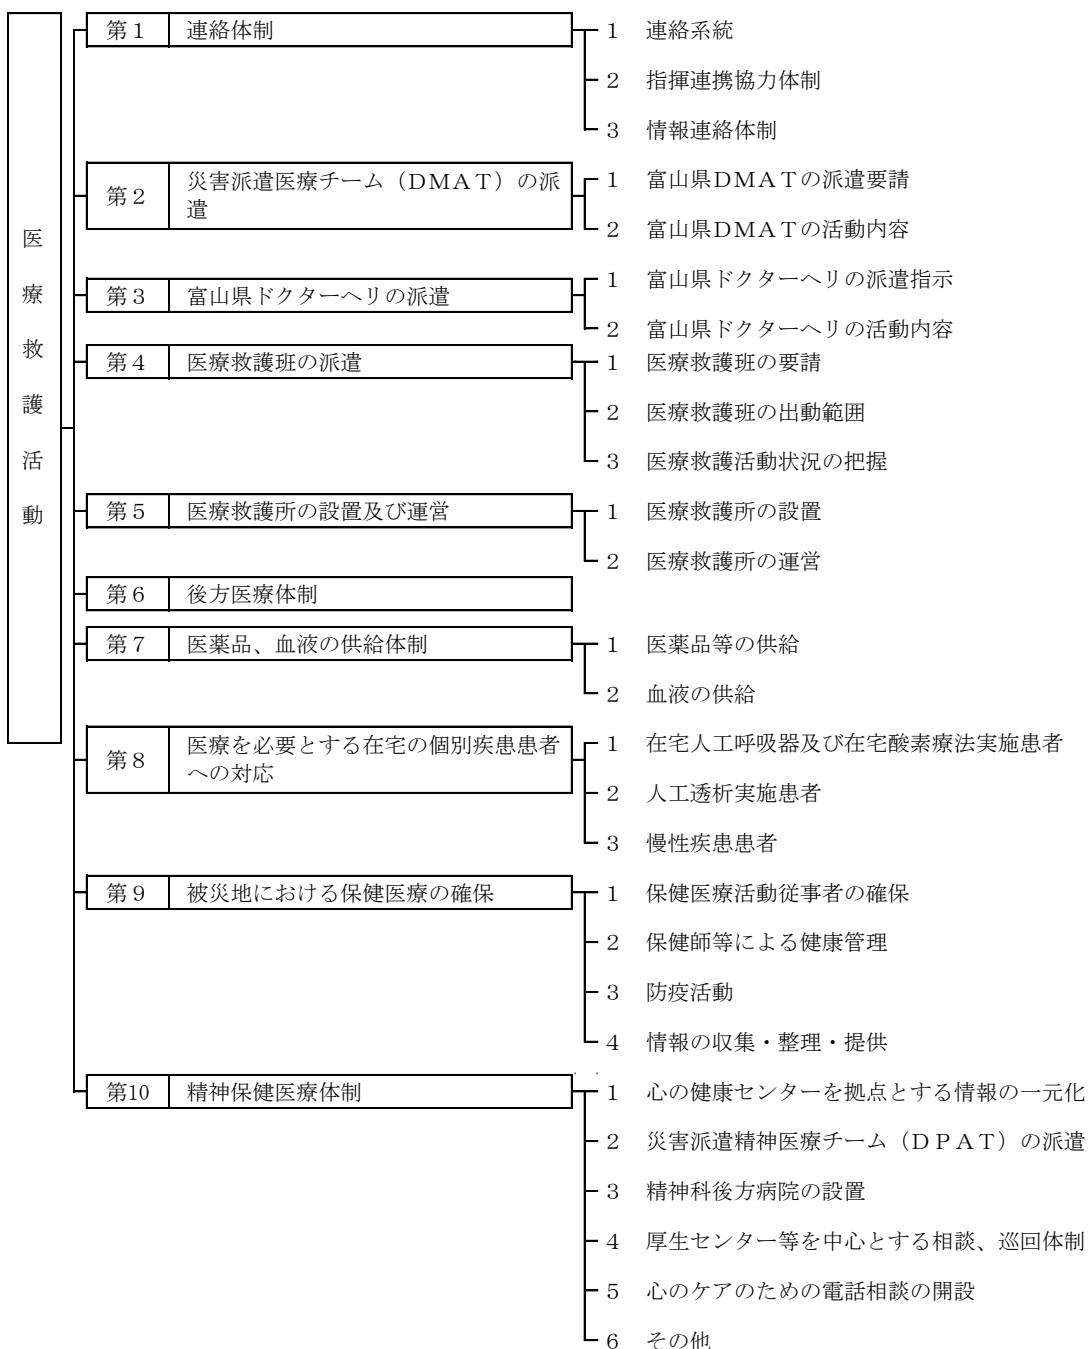 医療救護活動
第１ 連絡体制
1 連絡系統
2 指揮連携協力体制
3 情報連絡体制
第２ 災害派遣医療チーム（ＤＭＡＴ）の派
遣
1 富山県DMATの派遣要請
2 富山県DMATの活動内容
第３ 富山県ドクターヘリの派遣
1 富山県ドクターヘリの派遣指示
2 富山県ドクターヘリの活動内容
第４ 医療救護班の派遣
1 医療救護班の要請
2 医療救護班の出動範囲
3 医療救護活動状況の把握
第５ 医療救護所の設置及び運営
1 医療救護所の設置
2 医療救護所の運営
第６ 後方医療体制
第７ 医薬品、血液の供給体制
1 医薬品等の供給
2 血液の供給
第８ 医療を必要とする在宅の個別疾患患者
への対応
1 在宅人工呼吸器及び在宅酸素療法実施患者
2 人工透析実施患者
3 慢性疾患患者
第９ 被災地における保健医療の確保
1 保健医療活動従事者の確保
2 保健師等による健康管理
3 防疫活動
4 情報の収集・整理・提供
第10 精神保健医療体制
1 心の健康センターを拠点とする情報の一元化
2 災害派遣精神医療チーム（ＤＰＡＴ）の派遣
3 精神科後方病院の設置
4 厚生センター等を中心とする相談、巡回体制
5 心のケアのための電話相談の開設
6 その他